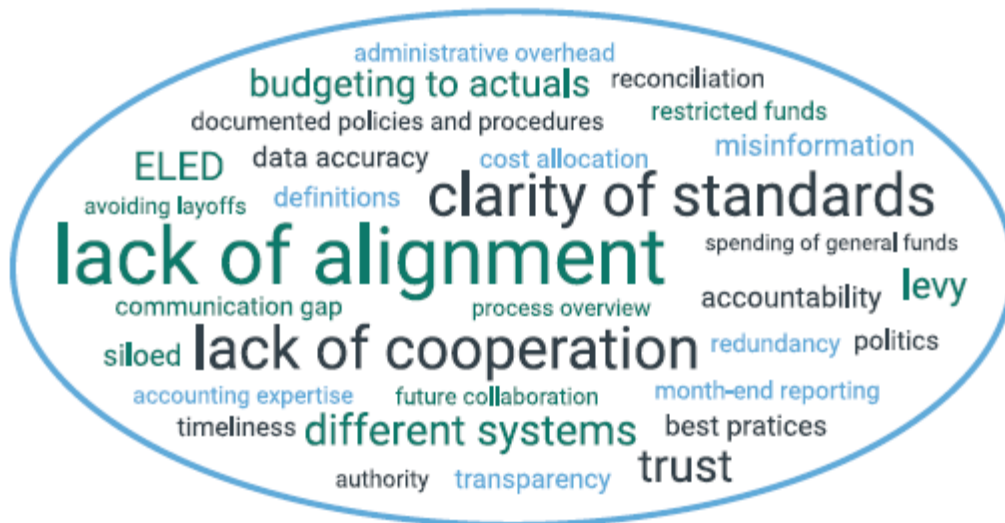 administrative overhead
budgeting to actuals reconciliation
documented policies and procedures restricted funds
ELED data accuracy cost allocation misinformation
avoiding layoffs definitions clarity of standards
lack of alignment spending of general funds
communication gap process overview accountability levy
siloed lack of cooperation redundancy politics
accounting expertise future collaboration month-end reporting
timeliness different systems best pratices
authority transparency trust